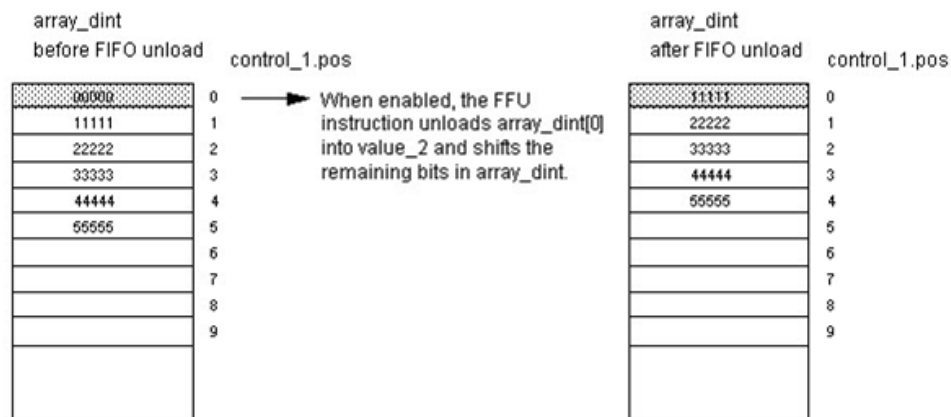 array_dint
before FIFO unload
control_1.pos
00000 0
11111 1
22222 2
33333 3
44444 4
55555 5
6
7
8
9
When enabled, the FFU
instruction unloads array_dint[0]
into value_2 and shifts the
remaining bits in array_dint.
array_dint
after FIFO unload
control_1.pos
11111 0
22222 1
33333 2
44444 3
55555 4
5
6
7
8
9